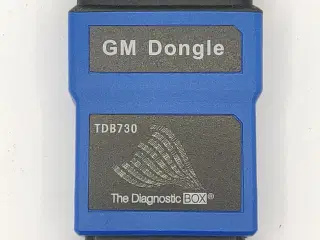 GM Dongle
TDB730
The Diagnostic BOX®